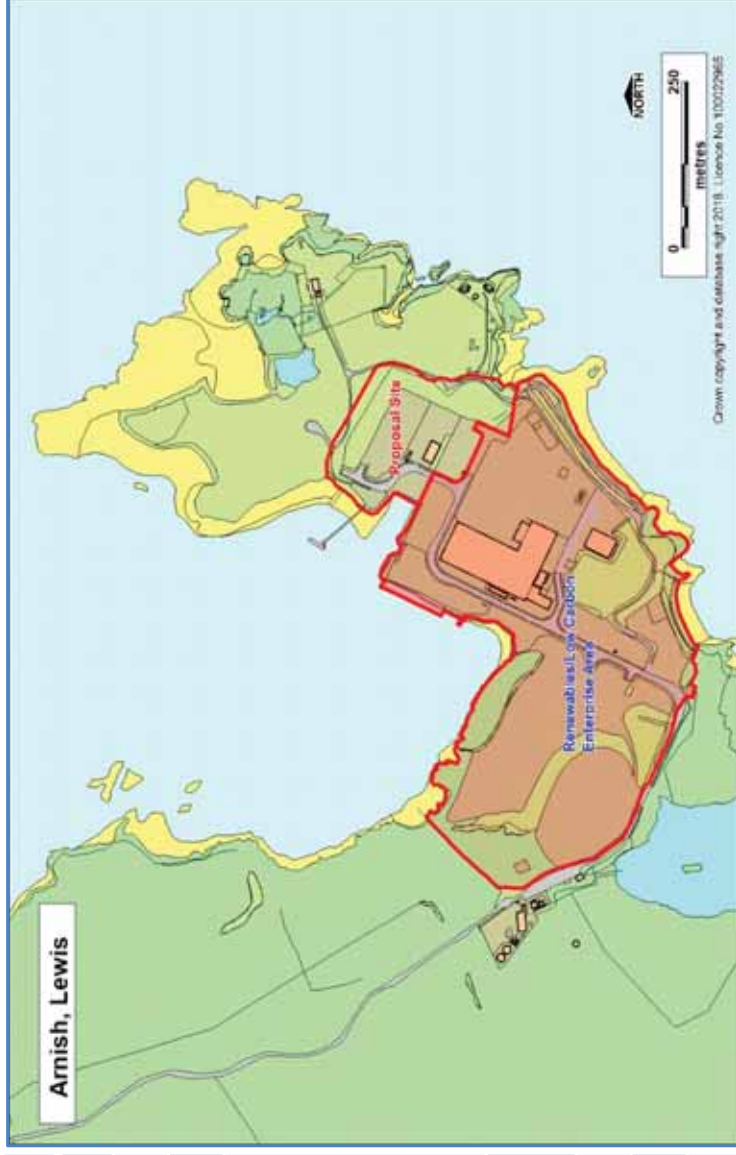 Arnish, Lewis
Proposal Site
Renewables/Low Carbon
Enterprise Area
NORTH
0 250
metres
Crown copyright and database right 2018. Licence No 100022965